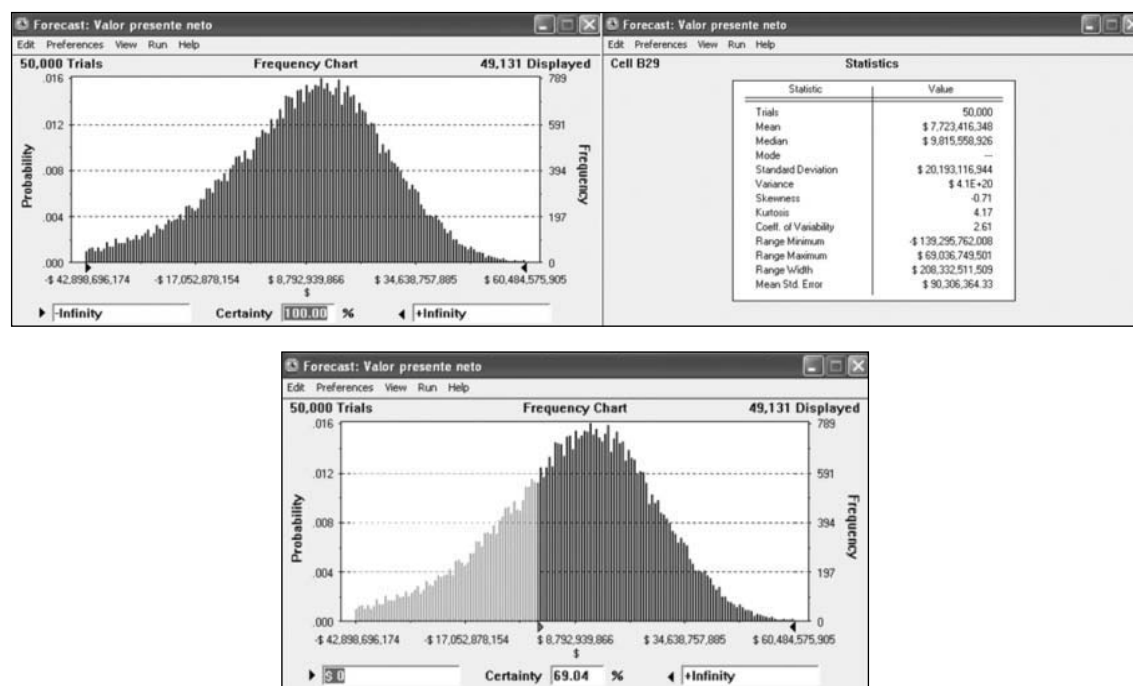 Forecast: Valor presente neto
Edit Preferences View Run Help
50,000 Trials Frequency Chart 49,131 Displayed
Probability
.016
.012
.008
.004
.000
789
591
394
197
0
Frequency
-$ 42,898,696,174 -$ 17,052,878,154 $ 8,792,939,866 $ 34,638,757,885 $ 60,484,575,905
$
-Infinity Certainty 100.00 % +Infinity
Forecast: Valor presente neto
Edit Preferences View Run Help
Cell B29 Statistics
Statistic Value
Trials 50,000
Mean $ 7,723,416,348
Median $ 9,815,558,926
Mode ---
Standard Deviation $ 20,193,116,944
Variance $ 4.1E+20
Skewness -0.71
Kurtosis 4.17
Coeff. of Variability 2.61
Range Minimum -$ 139,295,762,008
Range Maximum $ 69,036,749,501
Range Width $ 208,332,511,509
Mean Std. Error $ 90,306,364.33
Forecast: Valor presente neto
Edit Preferences View Run Help
50,000 Trials Frequency Chart 49,131 Displayed
Probability
.016
.012
.008
.004
.000
789
591
394
197
0
Frequency
-$ 42,898,696,174 -$ 17,052,878,154 $ 8,792,939,866 $ 34,638,757,885 $ 60,484,575,905
$
$ 0 Certainty 69.04 % +Infinity